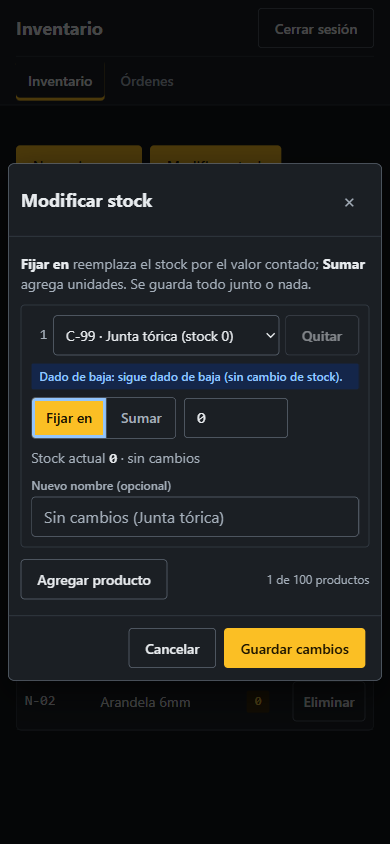 Inventario
Cerrar sesión
Inventario Órdenes
Modificar stock ×
Fijar en reemplaza el stock por el valor contado; Sumar
agrega unidades. Se guarda todo junto o nada.
1 C-99 · Junta tórica (stock 0) Quitar
Dado de baja: sigue dado de baja (sin cambio de stock).
Fijar en Sumar 0
Stock actual 0 · sin cambios
Nuevo nombre (opcional)
Sin cambios (Junta tórica)
Agregar producto 1 de 100 productos
Cancelar Guardar cambios
N-02 Arandela 6mm 0 Eliminar